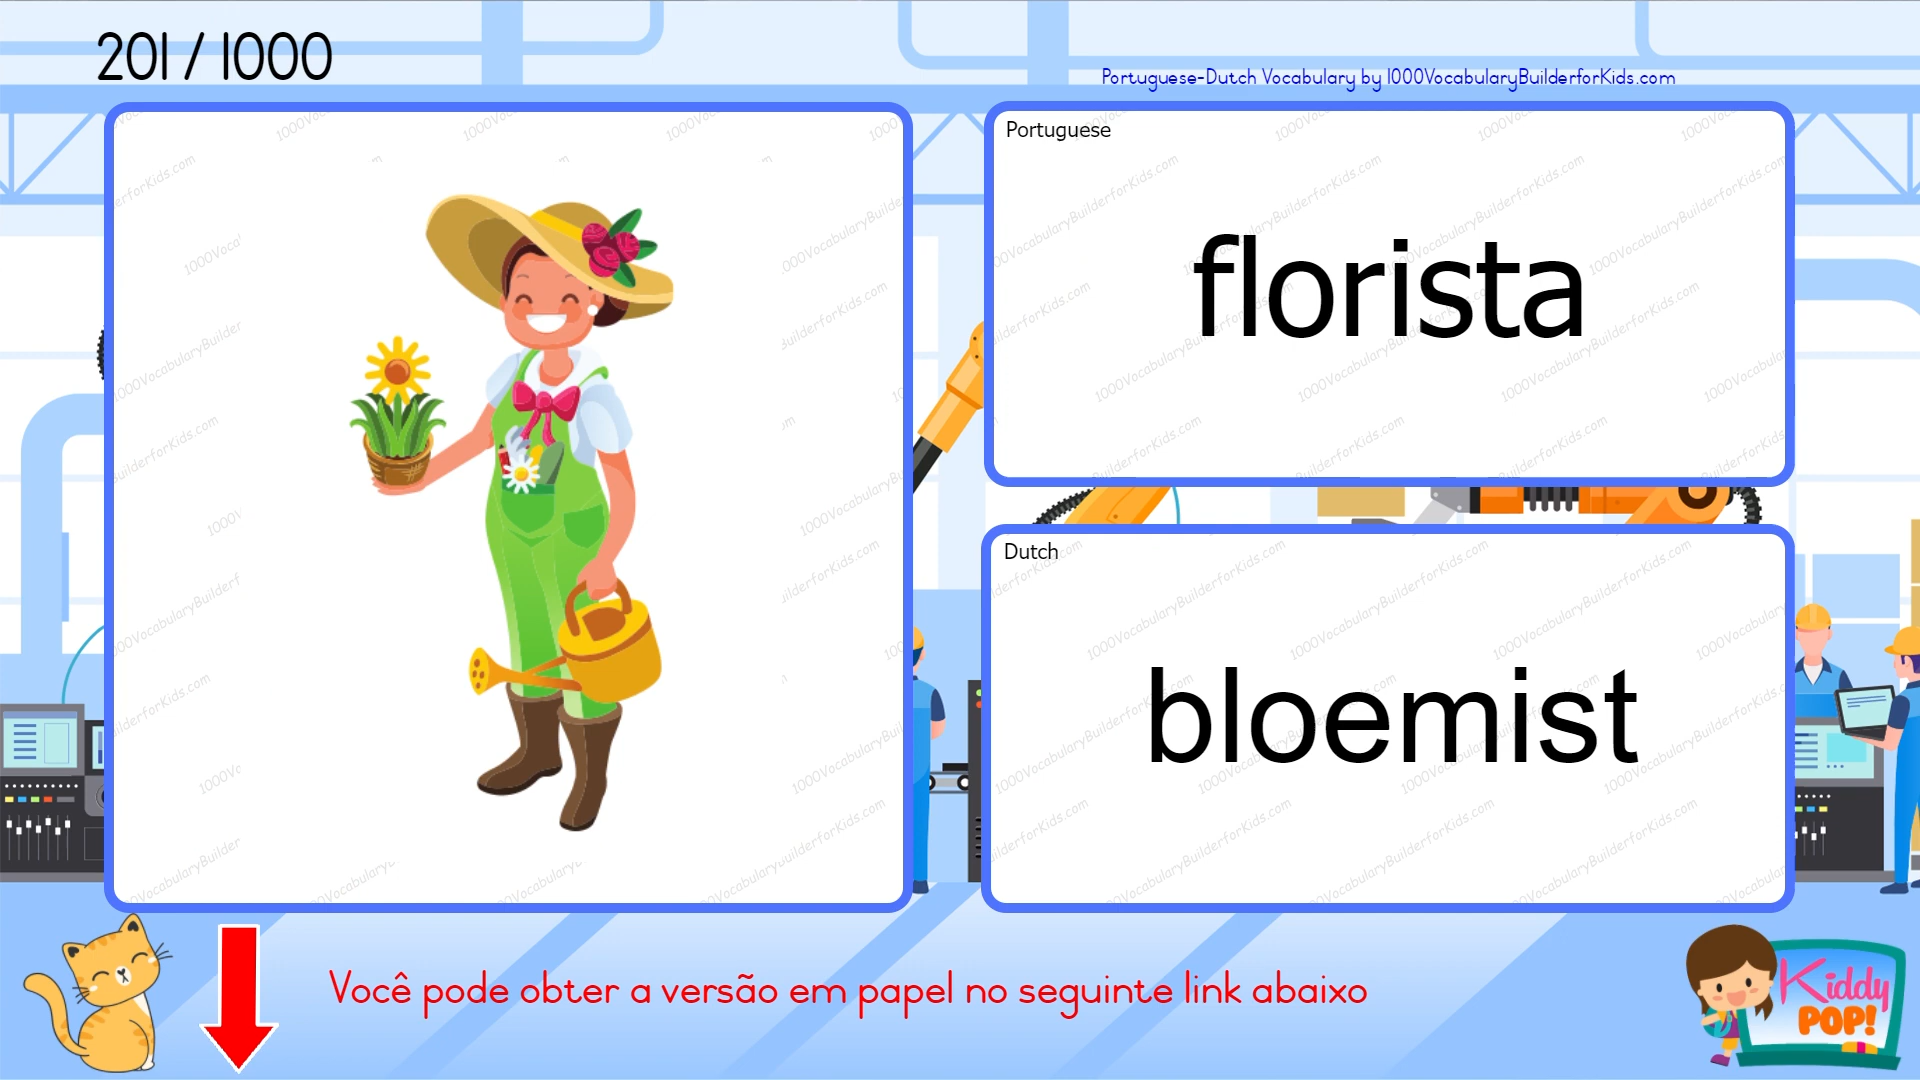 201 / 1000
Portuguese-Dutch Vocabulary by 1000VocabularyBuilderforKids.com
Portuguese
florista
Dutch
bloemist
Você pode obter a versão em papel no seguinte link abaixo
Kiddy
POP!